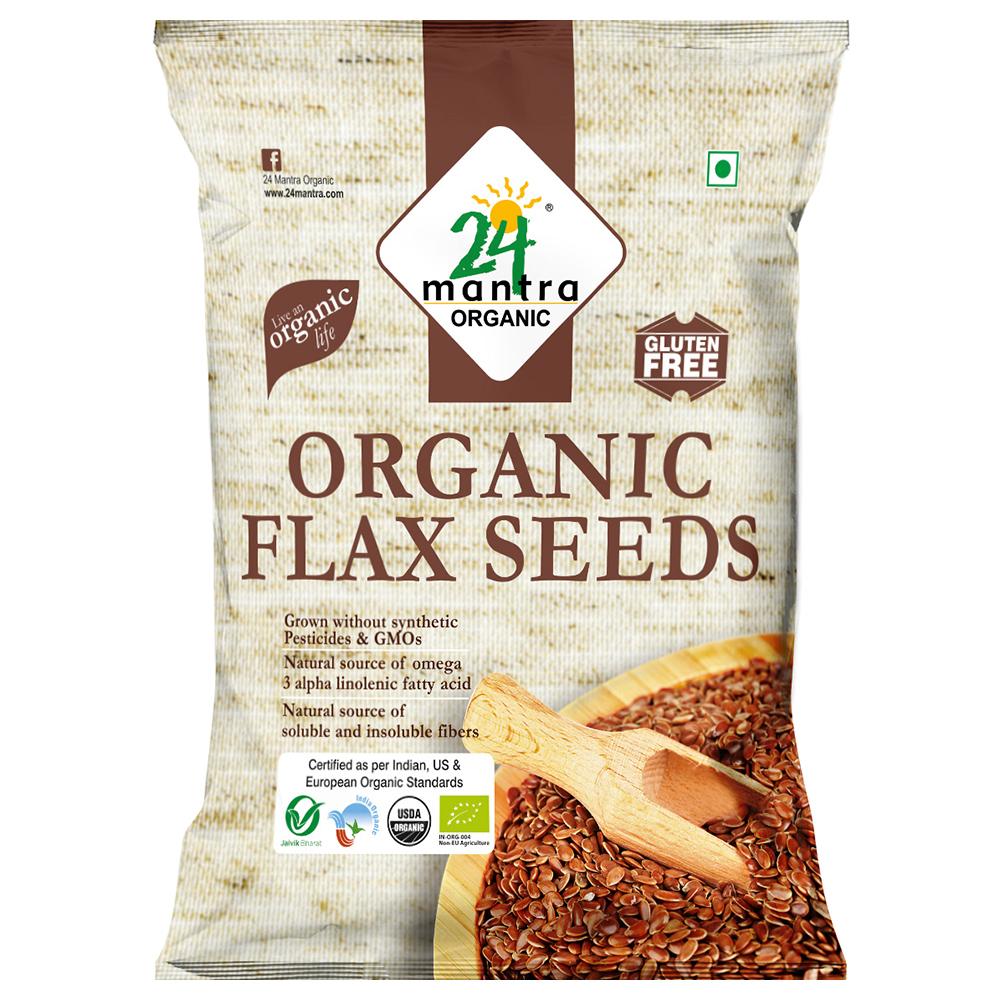 f
24 Mantra Organic
www.24mantra.com
24
®
mantra
ORGANIC
Live an
organic
life
GLUTEN
FREE
ORGANIC
FLAX SEEDS
Grown without synthetic
Pesticides & GMOs
Natural source of omega
3 alpha linolenic fatty acid
Natural source of
soluble and insoluble fibers
Certified as per Indian, US &
European Organic Standards
Jaivik Bharat
India Organic
USDA
ORGANIC
IN-ORG-004
Non-EU Agriculture